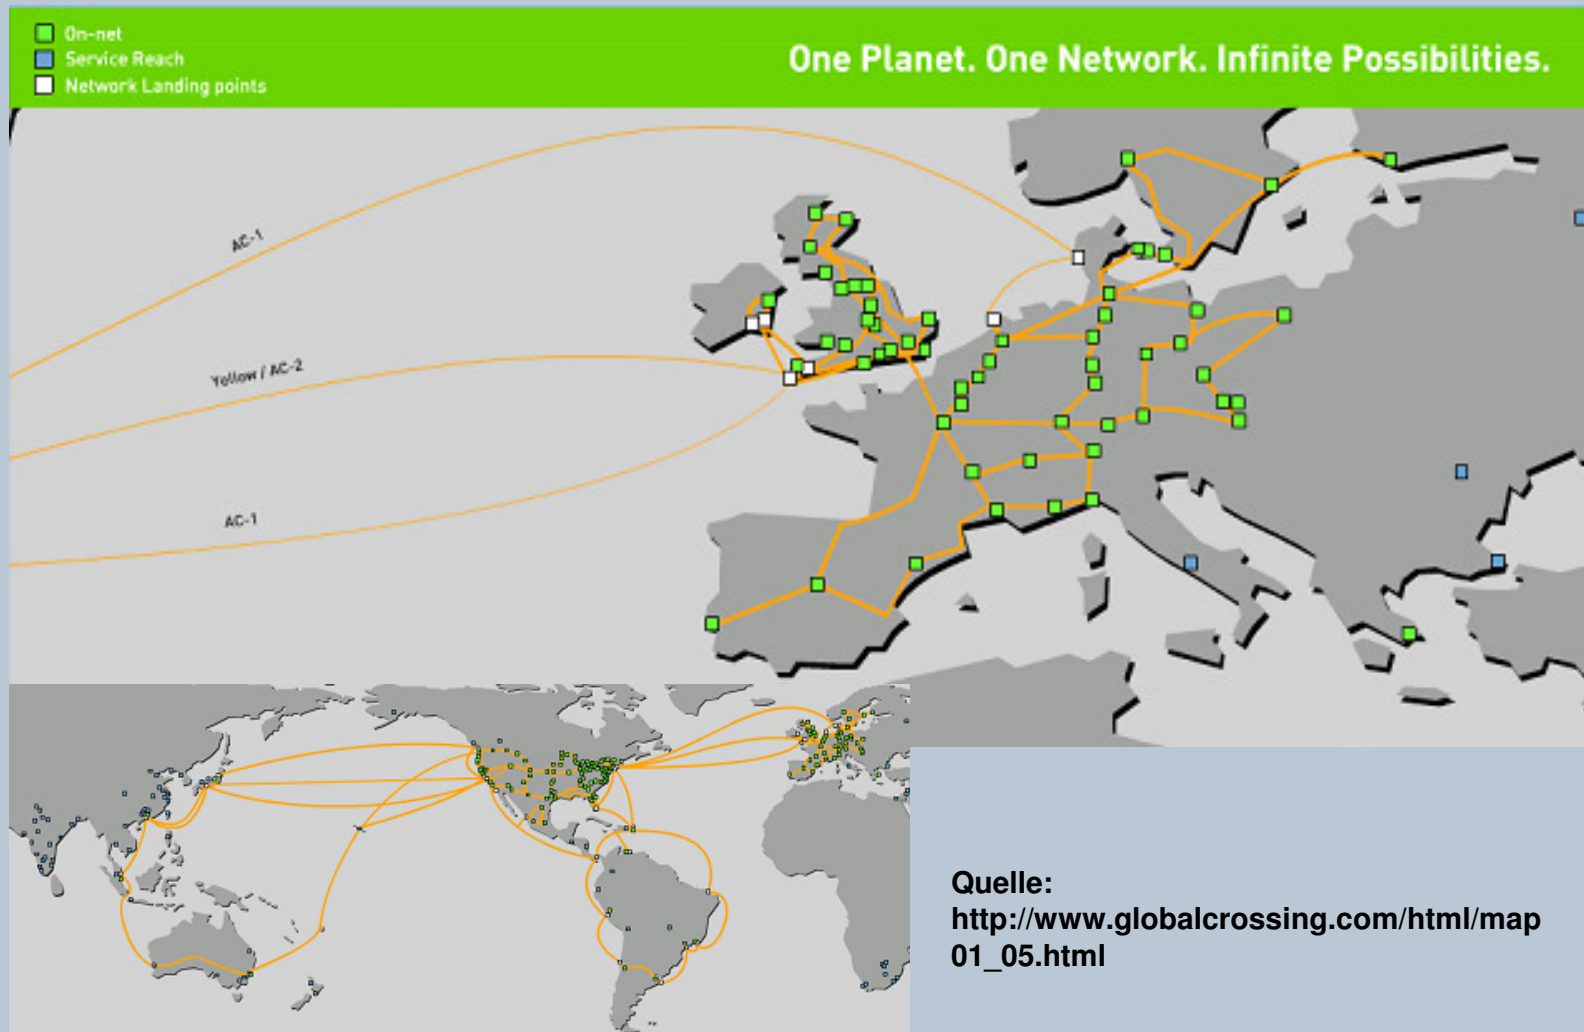 On-net
Service Reach
Network Landing points
One Planet. One Network. Infinite Possibilities.
AC-1
Yellow / AC-2
AC-1
Quelle:
http://www.globalcrossing.com/html/map
01_05.html